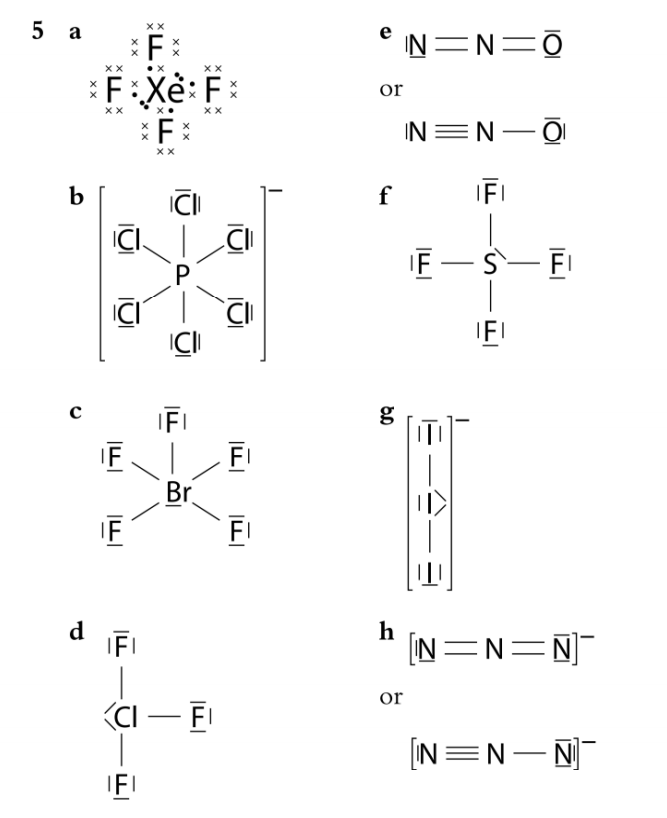 5 a
F
F Xe F
F
b
Cl
Cl Cl
P
Cl Cl
Cl
−
c
F
F F
Br
F F
d
F
Cl — F
F
e
N = N = O
or
N ≡ N — O
f
F
F — S — F
F
g
I
I
I
−
h
[N = N = N]−
or
[N ≡ N — N]−